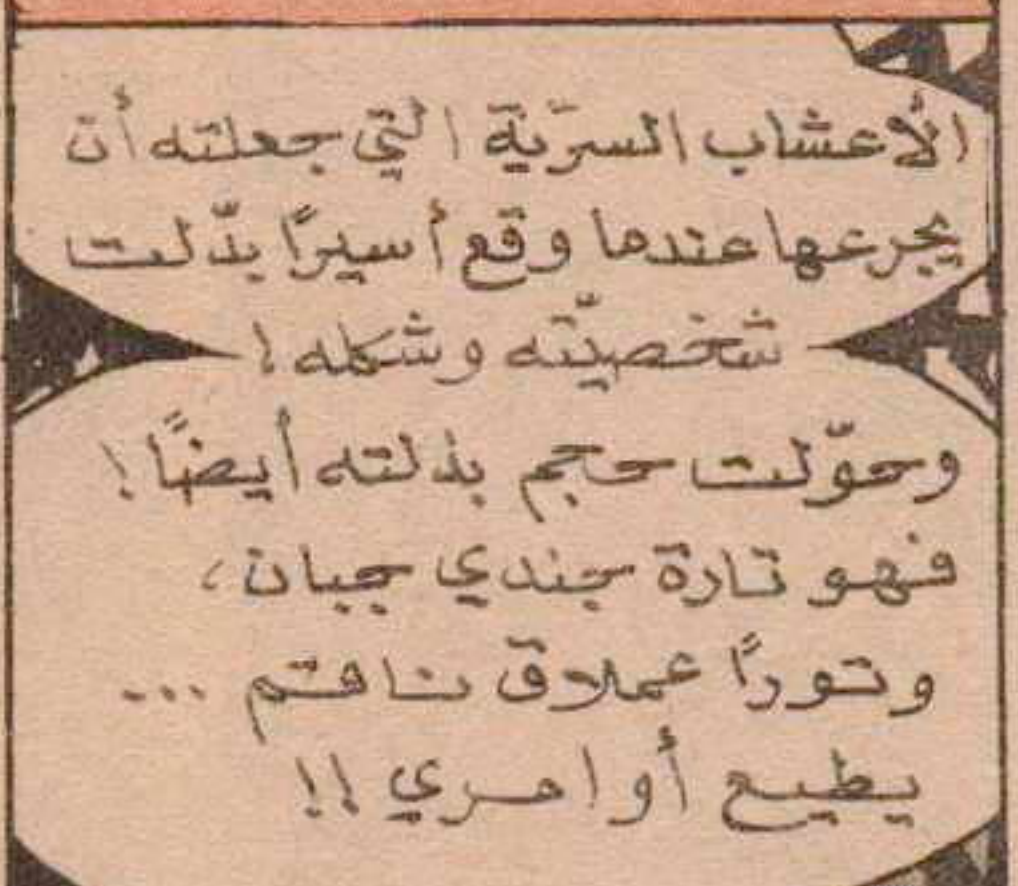 الأعشاب السرّية التي جعلته أن
يجرعها عندما وقع أسيرًا بدّلت
شخصيّته وشكله !
وحوّلت حجم بذلته أيضًا !
فهو تارة جندي جبان ،
وتورًا عملاق ناقم ...
يطيع أوامري !!